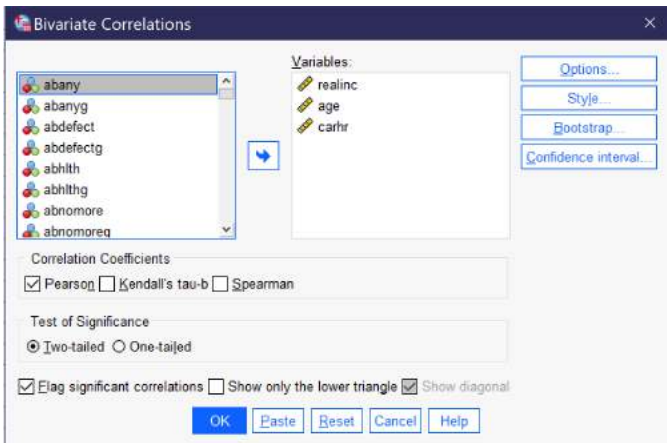 Bivariate Correlations
Variables:
abany
abanyg
abdefect
abdefectg
abhlth
abhlthg
abnomore
abnomoreg
realinc
age
carhr
Options...
Style...
Bootstrap...
Confidence interval...
Correlation Coefficients
Pearson Kendall's tau-b Spearman
Test of Significance
Two-tailed One-tailed
Flag significant correlations Show only the lower triangle Show diagonal
OK Paste Reset Cancel Help